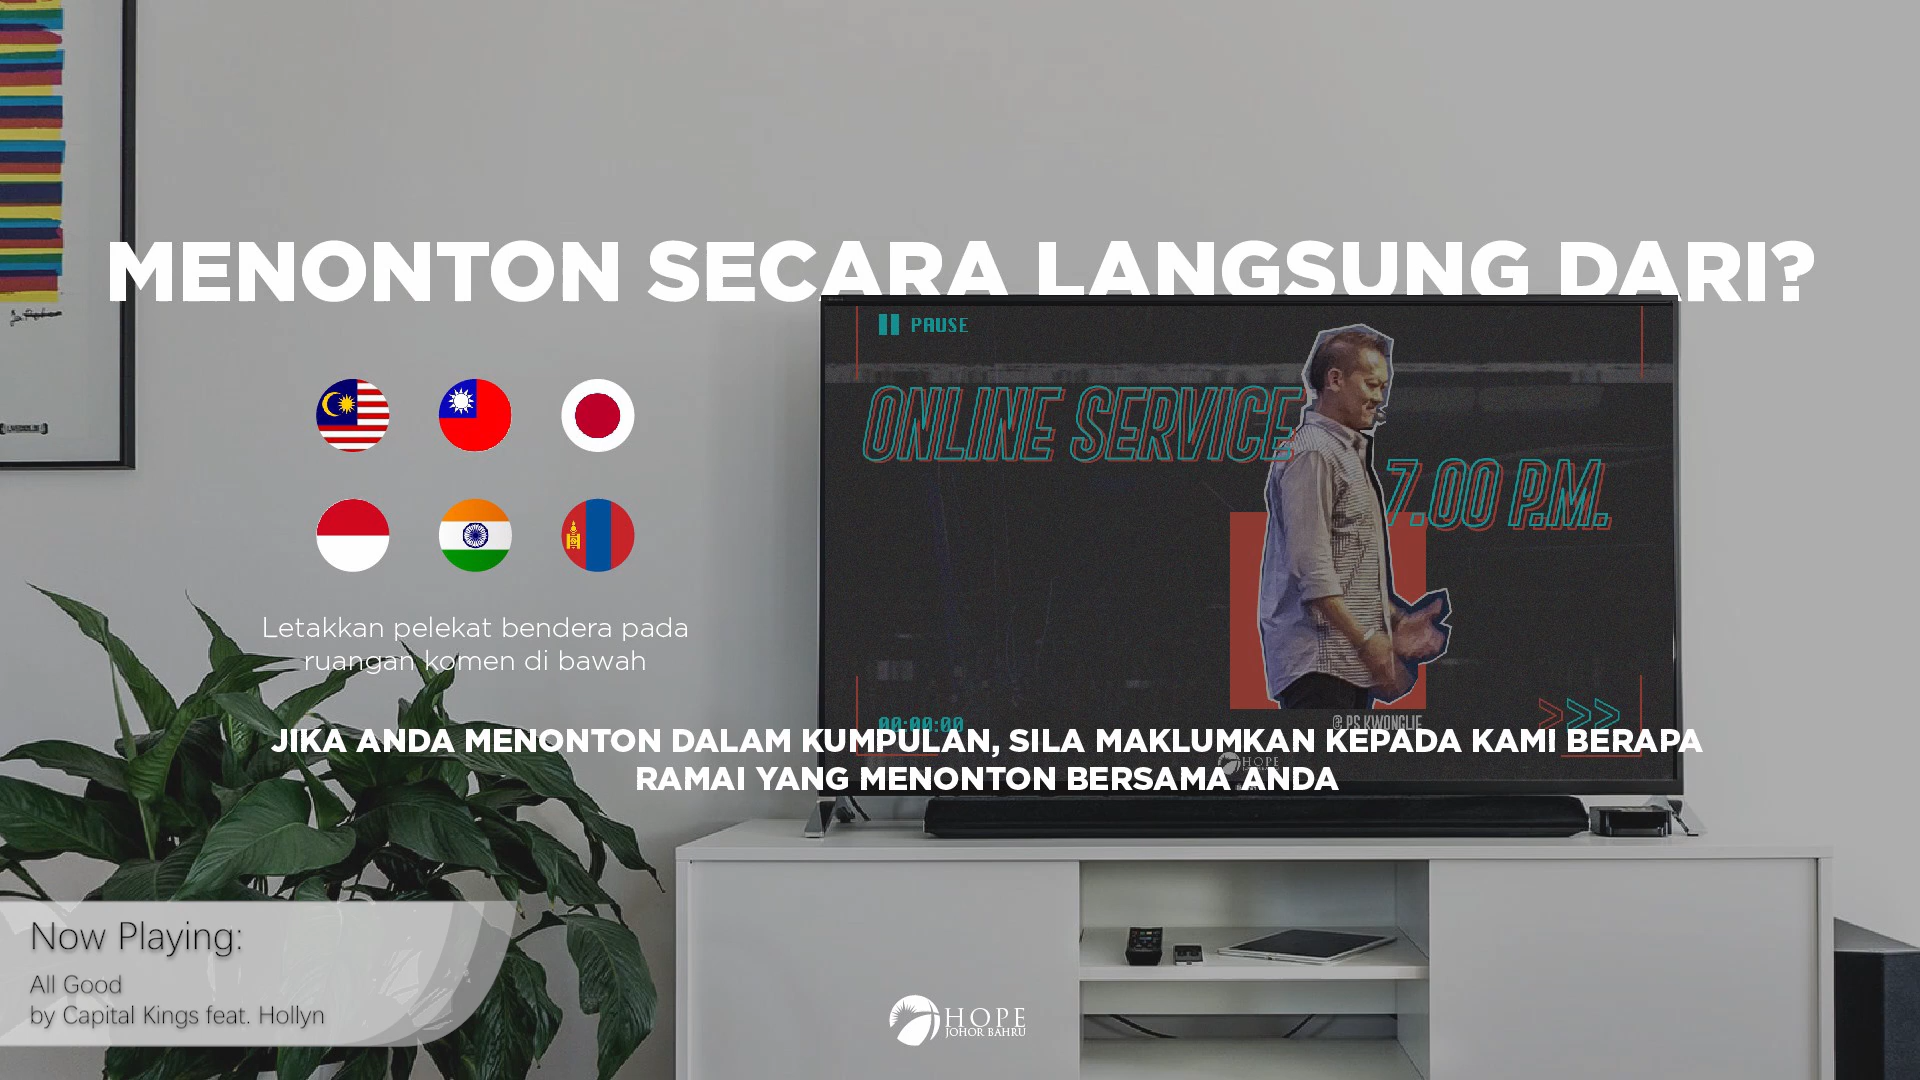 MENONTON SECARA LANGSUNG DARI?
PAUSE
ONLINE SERVICE
7.00 P.M.
Letakkan pelekat bendera pada
ruangan komen di bawah
00:00:00
@ PS KWONGLIE
>>>
JIKA ANDA MENONTON DALAM KUMPULAN, SILA MAKLUMKAN KEPADA KAMI BERAPA
RAMAI YANG MENONTON BERSAMA ANDA
HOPE
Now Playing:
All Good
by Capital Kings feat. Hollyn
HOPE
JOHOR BAHRU